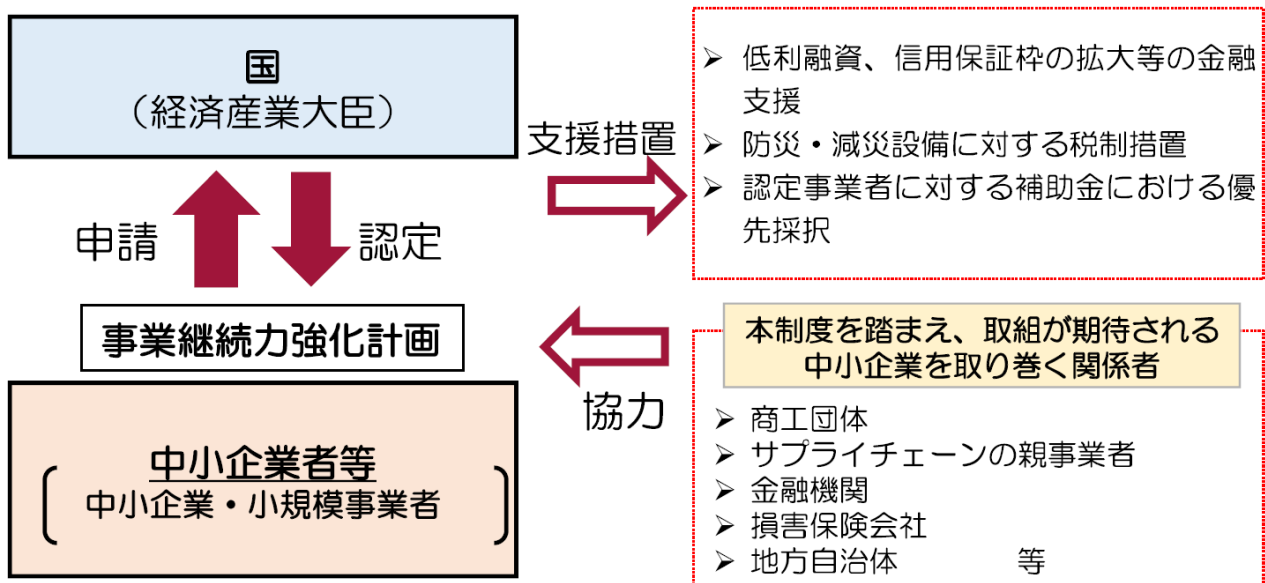 国
（経済産業大臣）
申請
認定
事業継続力強化計画
中小企業者等
中小企業・小規模事業者
支援措置
➢ 低利融資、信用保証枠の拡大等の金融
支援
➢ 防災・減災設備に対する税制措置
➢ 認定事業者に対する補助金における優
先採択
協力
本制度を踏まえ、取組が期待される
中小企業を取り巻く関係者
➢ 商工団体
➢ サプライチェーンの親事業者
➢ 金融機関
➢ 損害保険会社
➢ 地方自治体　　　　等